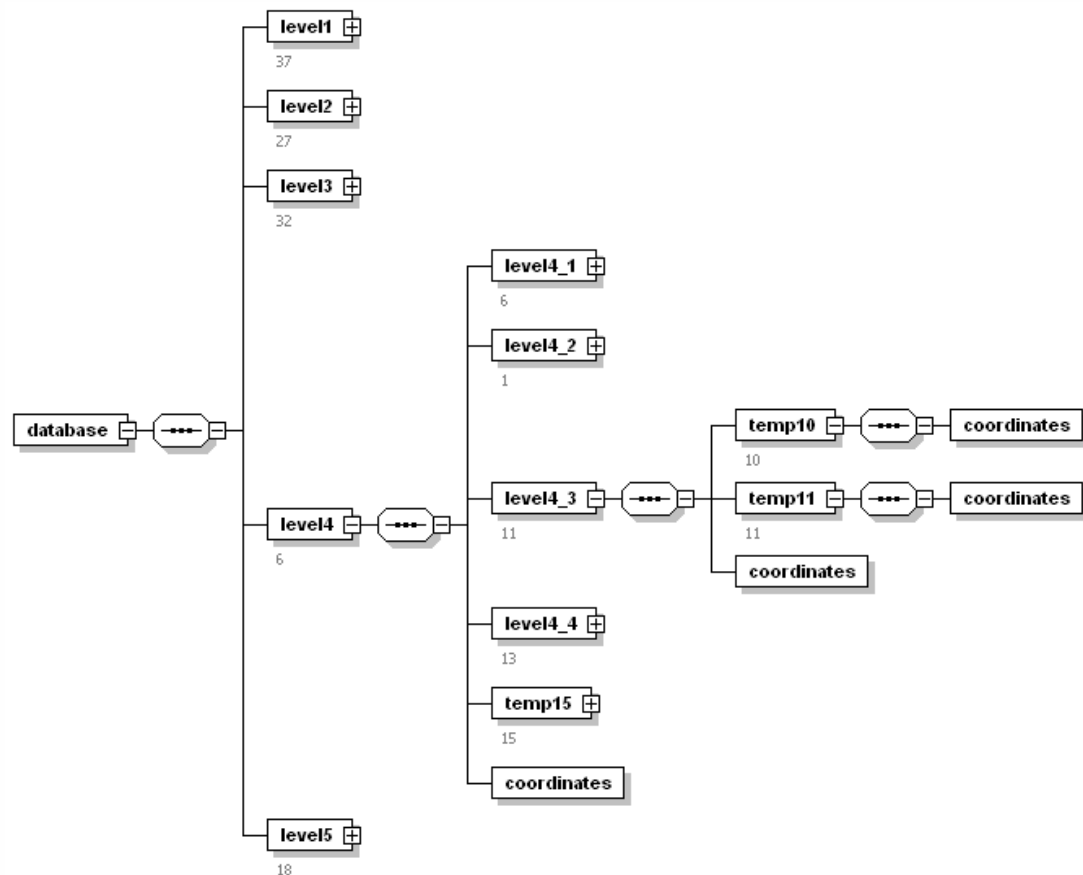 level1
37
level2
27
level3
32
level4_1
6
level4_2
1
database
temp10
coordinates
10
level4_3
temp11
coordinates
11
11
level4
6
coordinates
level4_4
13
temp15
15
coordinates
level5
18